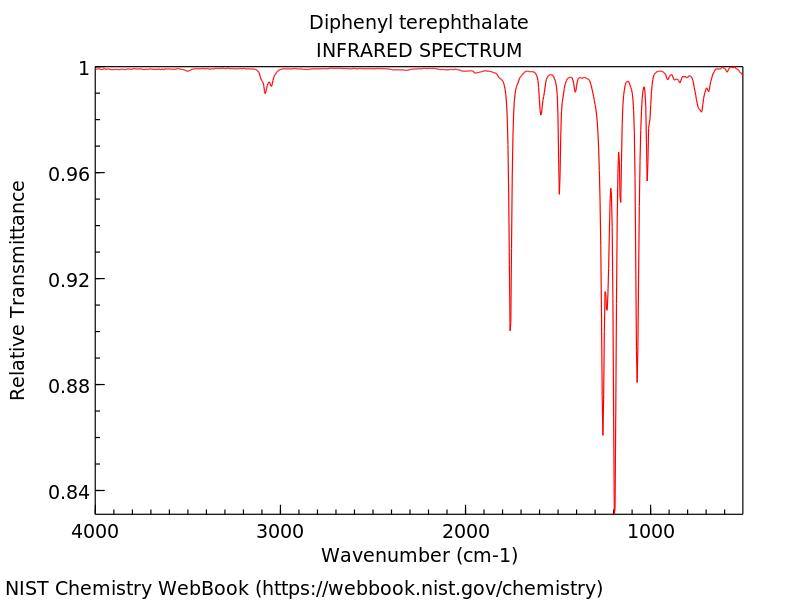 Diphenyl terephthalate
INFRARED SPECTRUM
1
0.96
0.92
0.88
0.84
Relative Transmittance
4000 3000 2000 1000
Wavenumber (cm-1)
NIST Chemistry WebBook (https://webbook.nist.gov/chemistry)